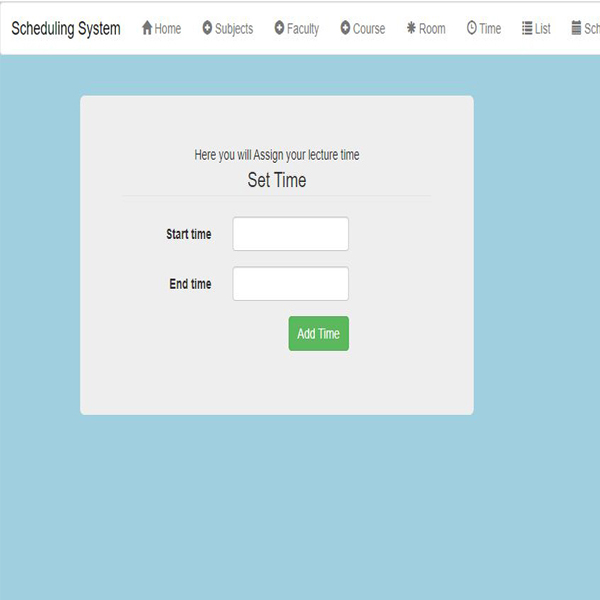 Scheduling System Home Subjects Faculty Course Room Time List Sch
Here you will Assign your lecture time
Set Time
Start time
End time
Add Time